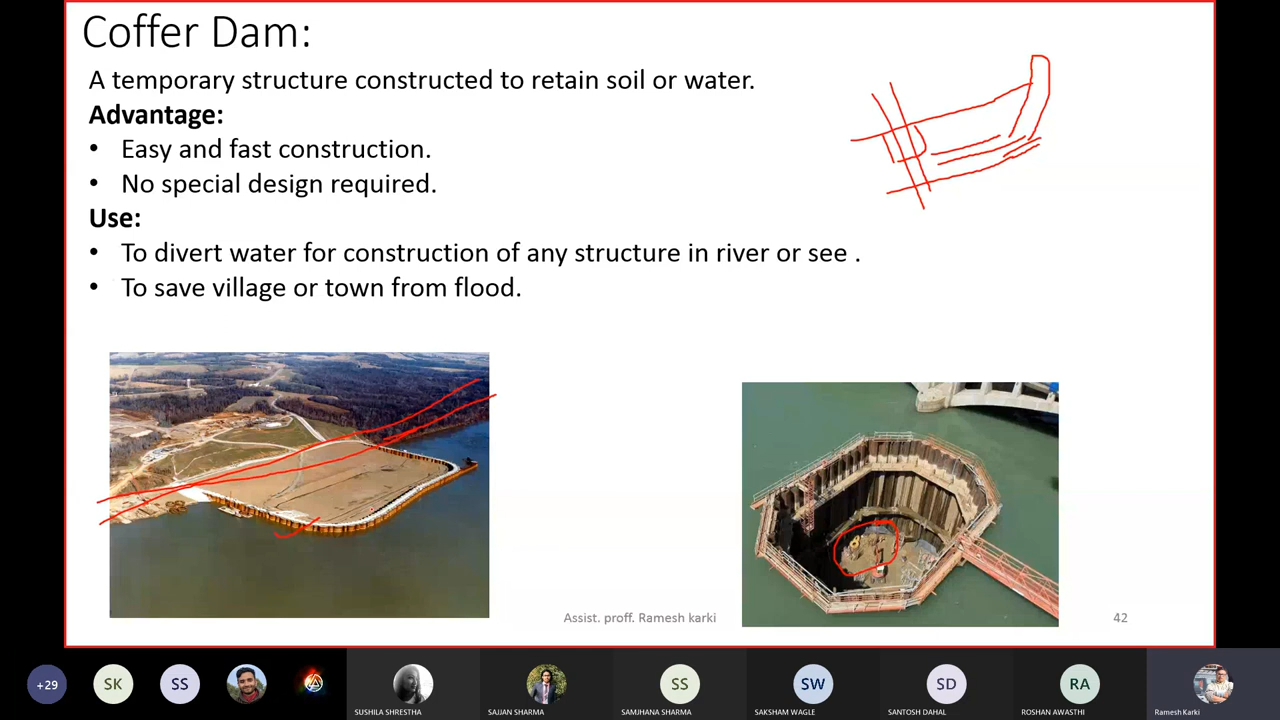 Coffer Dam:
A temporary structure constructed to retain soil or water.
Advantage:
• Easy and fast construction.
• No special design required.
Use:
• To divert water for construction of any structure in river or see .
• To save village or town from flood.
Assist. proff. Ramesh karki
42
+29
SK
SS
SUSHILA SHRESTHA
SAJJAN SHARMA
SS
SAMJHANA SHARMA
SW
SAKSHAM WAGLE
SD
SANTOSH DAHAL
RA
ROSHAN AWASTHI
Ramesh Karki